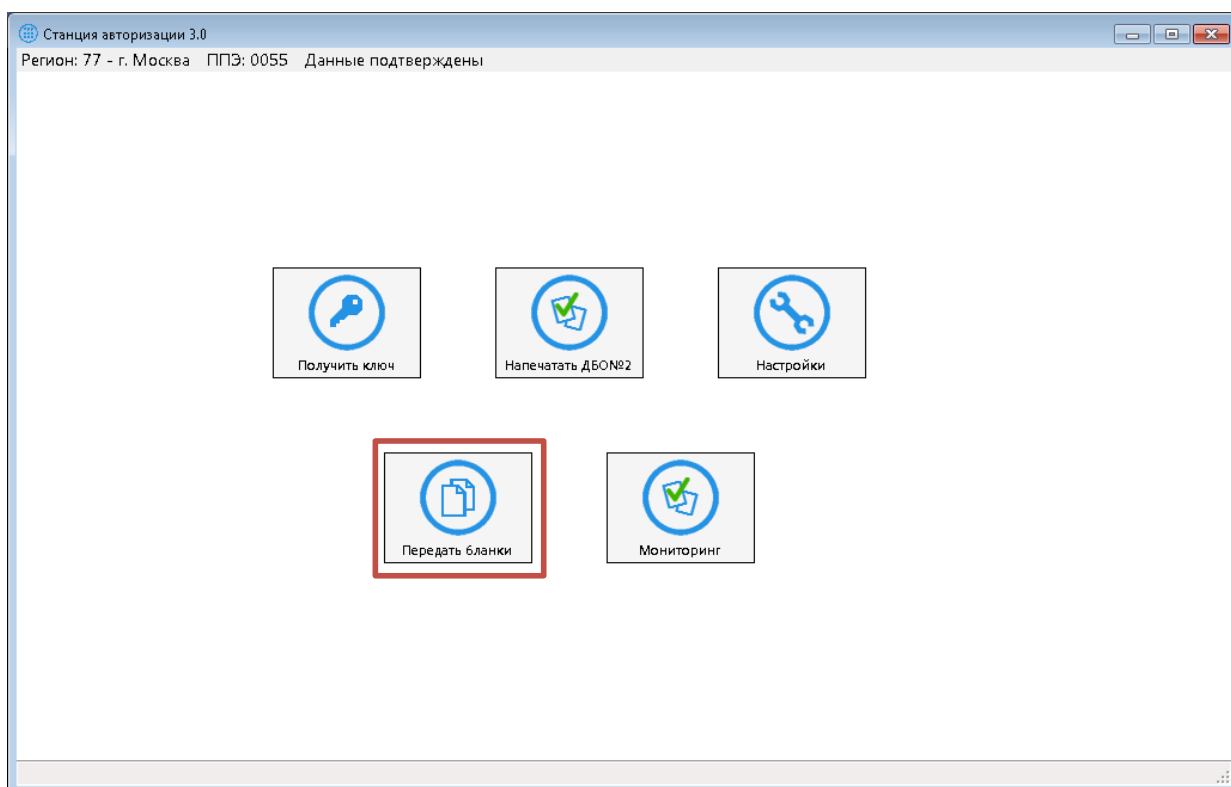 Станция авторизации 3.0
Регион: 77 - г. Москва ППЭ: 0055 Данные подтверждены
Получить ключ
Напечатать ДБО№2
Настройки
Передать бланки
Мониторинг